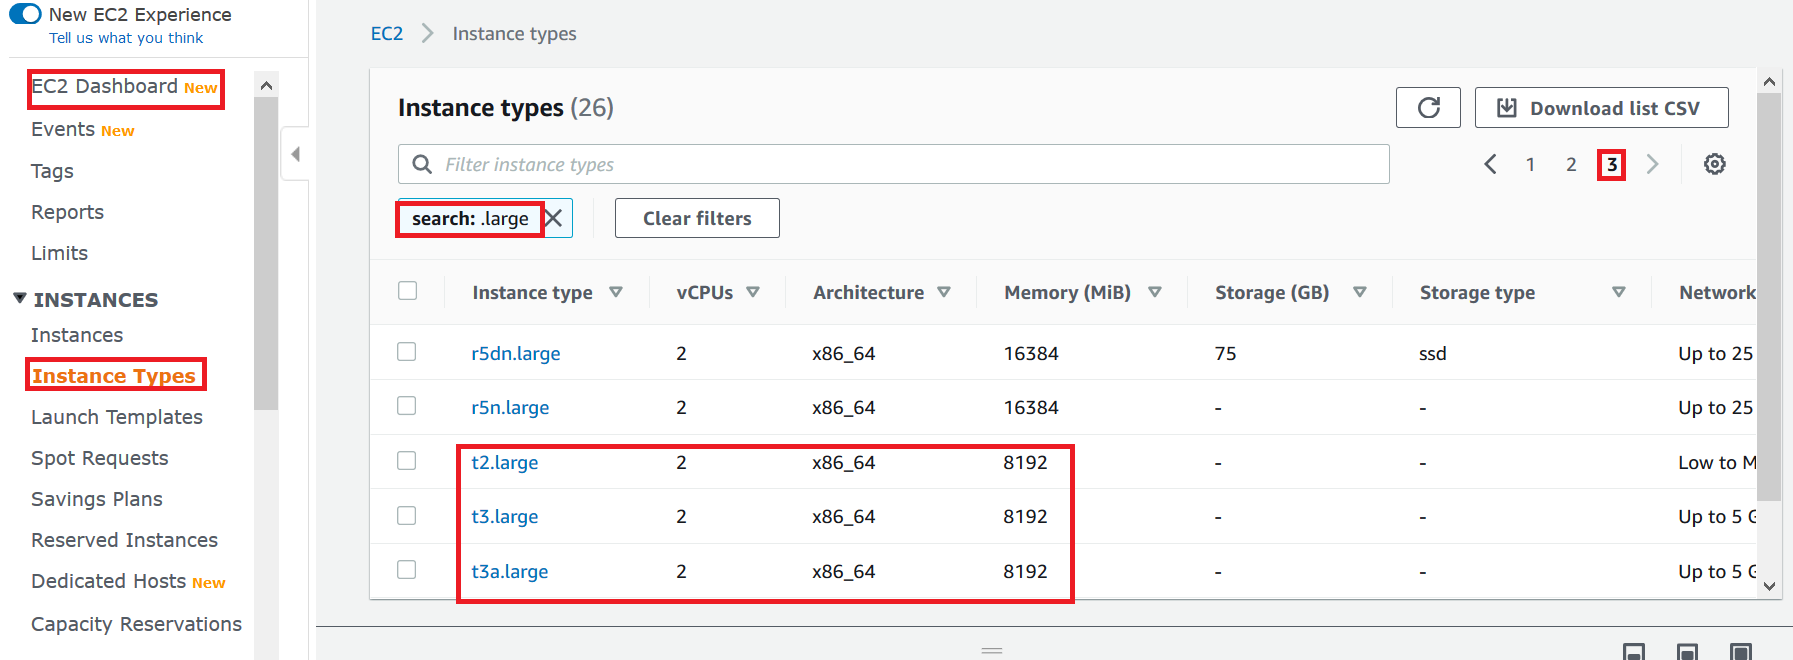 New EC2 Experience
Tell us what you think
EC2 Dashboard New
Events New
Tags
Reports
Limits
INSTANCES
Instances
Instance Types
Launch Templates
Spot Requests
Savings Plans
Reserved Instances
Dedicated Hosts New
Capacity Reservations
EC2 > Instance types
Instance types (26)
Download list CSV
Filter instance types
1 2 3
search: .large
Clear filters
Instance type vCPUs Architecture Memory (MiB) Storage (GB) Storage type Network
r5dn.large 2 x86_64 16384 75 ssd Up to 25
r5n.large 2 x86_64 16384 - - Up to 25
t2.large 2 x86_64 8192 - - Low to M
t3.large 2 x86_64 8192 - - Up to 5 G
t3a.large 2 x86_64 8192 - - Up to 5 G